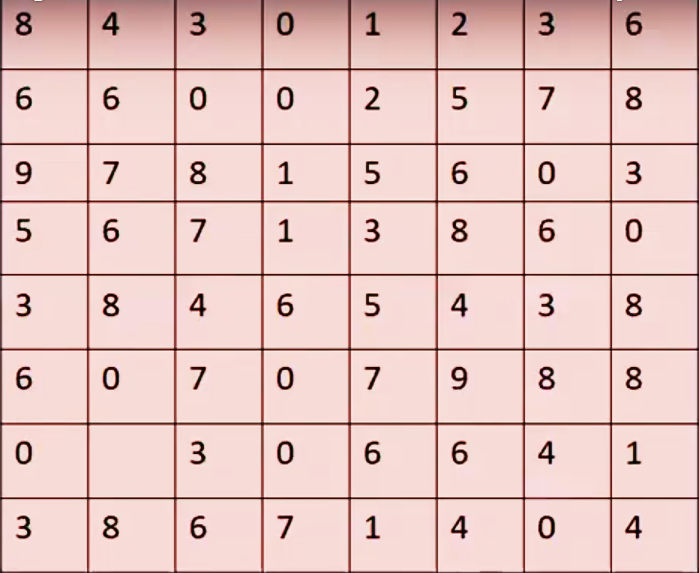 8 4 3 0 1 2 3 6
6 6 0 0 2 5 7 8
9 7 8 1 5 6 0 3
5 6 7 1 3 8 6 0
3 8 4 6 5 4 3 8
6 0 7 0 7 9 8 8
0 3 0 6 6 4 1
3 8 6 7 1 4 0 4